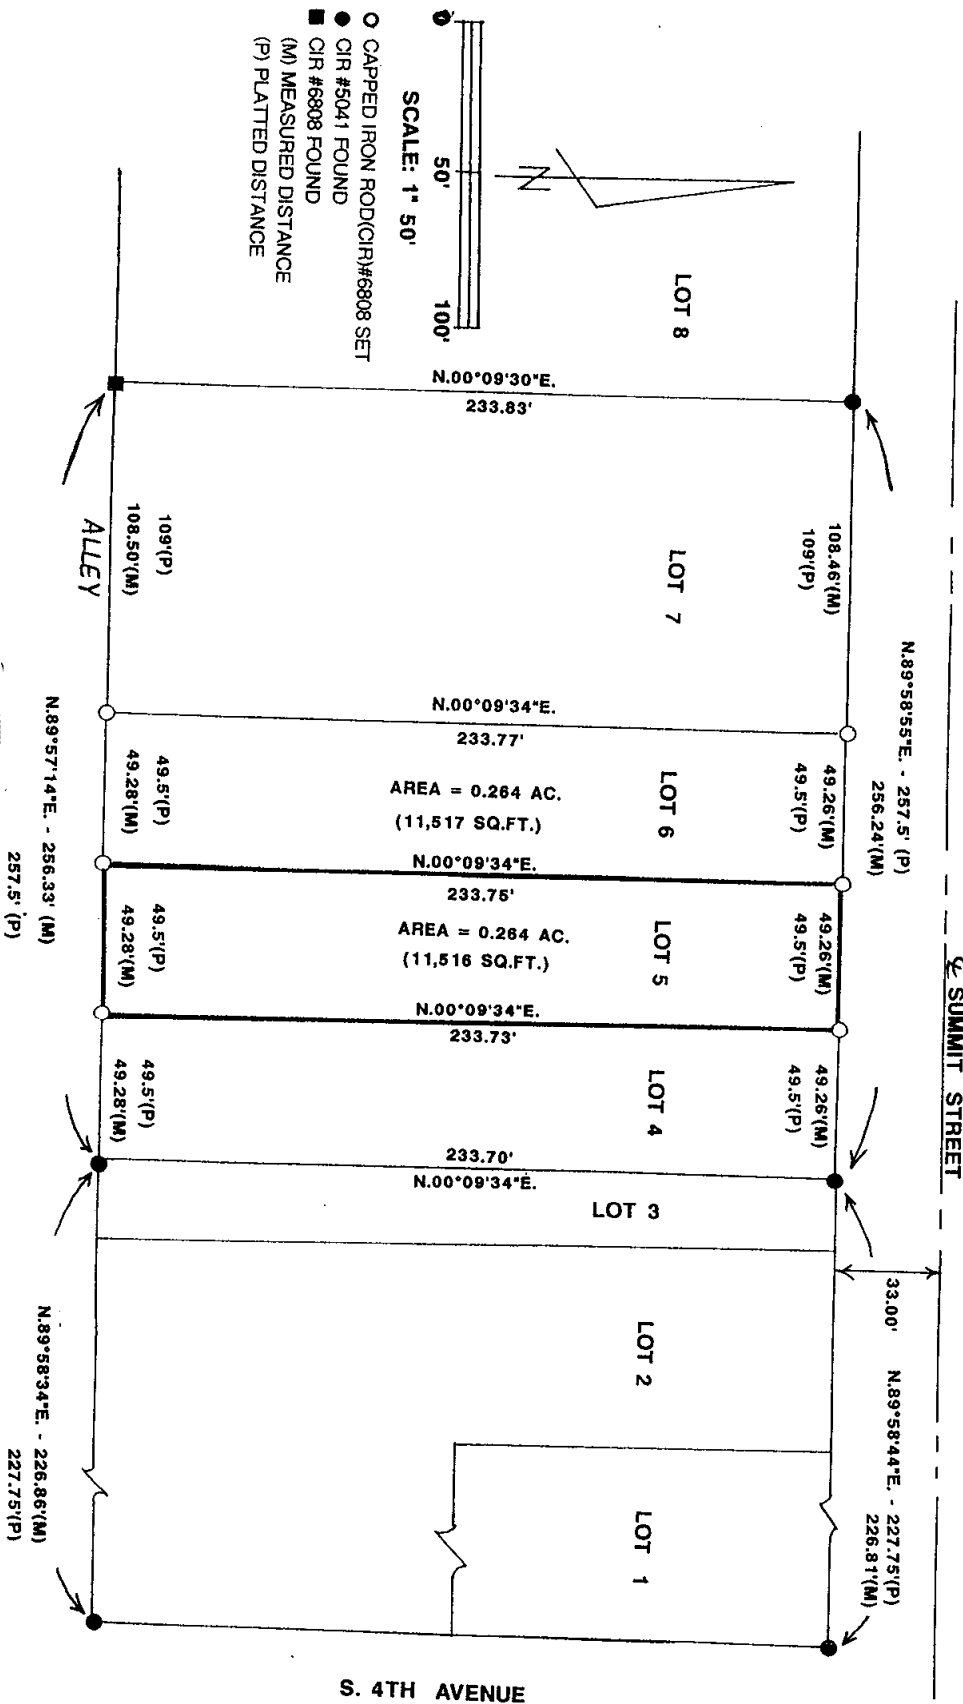 O CAPPED IRON ROD(CIR)#6808 SET
● CIR #5041 FOUND
■ CIR #6808 FOUND
(M) MEASURED DISTANCE
(P) PLATTED DISTANCE
SCALE: 1" 50'
0 50' 100'
N
LOT 8
N.00°09'30"E.
233.83'
108.46'(M)
109'(P)
LOT 7
109'(P)
108.50'(M)
ALLEY
N.89°58'55"E. - 257.5' (P)
256.24'(M)
N.00°09'34"E.
233.77'
49.26'(M)
49.5'(P)
LOT 6
AREA = 0.264 AC.
(11,517 SQ.FT.)
49.5'(P)
49.28'(M)
N.89°57'14"E. - 256.33' (M)
257.5' (P)
N.00°09'34"E.
233.75'
49.26'(M)
49.5'(P)
LOT 5
AREA = 0.264 AC.
(11,516 SQ.FT.)
49.5'(P)
49.28'(M)
N.00°09'34"E.
233.73'
℄ SUMMIT STREET
49.26'(M)
49.5'(P)
LOT 4
49.5'(P)
49.28'(M)
233.70'
N.00°09'34"E.
LOT 3
33.00'
LOT 2
LOT 1
N.89°58'44"E. - 227.75'(P)
226.81'(M)
N.89°58'34"E. - 226.86'(M)
227.75'(P)
S. 4TH AVENUE